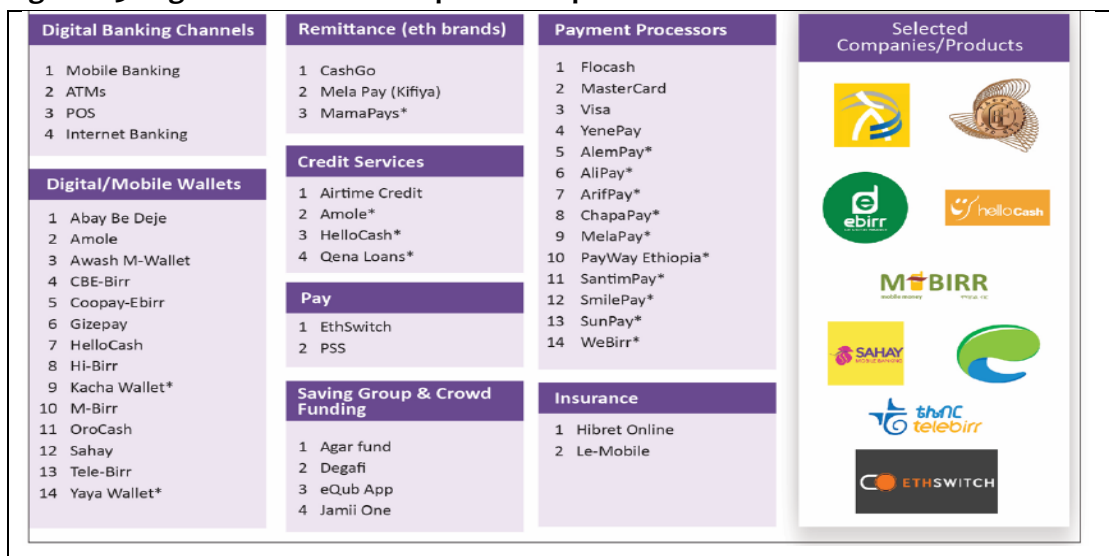 Digital Banking Channels
1 Mobile Banking
2 ATMs
3 POS
4 Internet Banking
Digital/Mobile Wallets
1 Abay Be Deje
2 Amole
3 Awash M-Wallet
4 CBE-Birr
5 Coopay-Ebirr
6 Gizepay
7 HelloCash
8 Hi-Birr
9 Kacha Wallet*
10 M-Birr
11 OroCash
12 Sahay
13 Tele-Birr
14 Yaya Wallet*
Remittance (eth brands)
1 CashGo
2 Mela Pay (Kifiya)
3 MamaPays*
Credit Services
1 Airtime Credit
2 Amole*
3 HelloCash*
4 Qena Loans*
Pay
1 EthSwitch
2 PSS
Saving Group & Crowd
Funding
1 Agar fund
2 Degafi
3 eQub App
4 Jamii One
Payment Processors
1 Flocash
2 MasterCard
3 Visa
4 YenePay
5 AlemPay*
6 AliPay*
7 ArifPay*
8 ChapaPay*
9 MelaPay*
10 PayWay Ethiopia*
11 SantimPay*
12 SmilePay*
13 SunPay*
14 WeBirr*
Insurance
1 Hibret Online
2 Le-Mobile
Selected
Companies/Products
ebirr
helloCash
M BIRR
mobile money
SAHAY
MOBILE BANKING
ቴሌብር
telebirr
ETHSWITCH